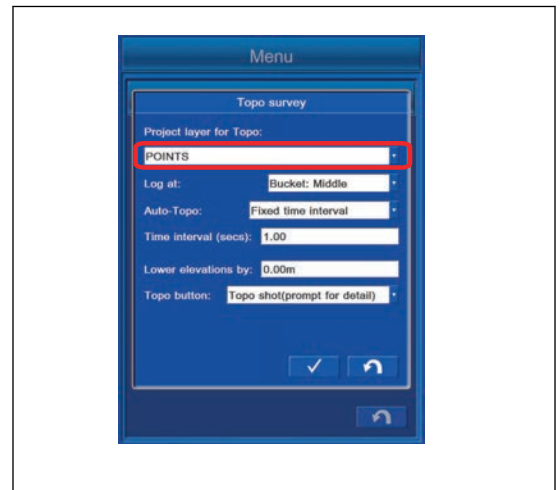 Menu
Topo survey
Project layer for Topo:
POINTS
Log at: Bucket: Middle
Auto-Topo: Fixed time interval
Time interval (secs): 1.00
Lower elevations by: 0.00m
Topo button: Topo shot(prompt for detail)